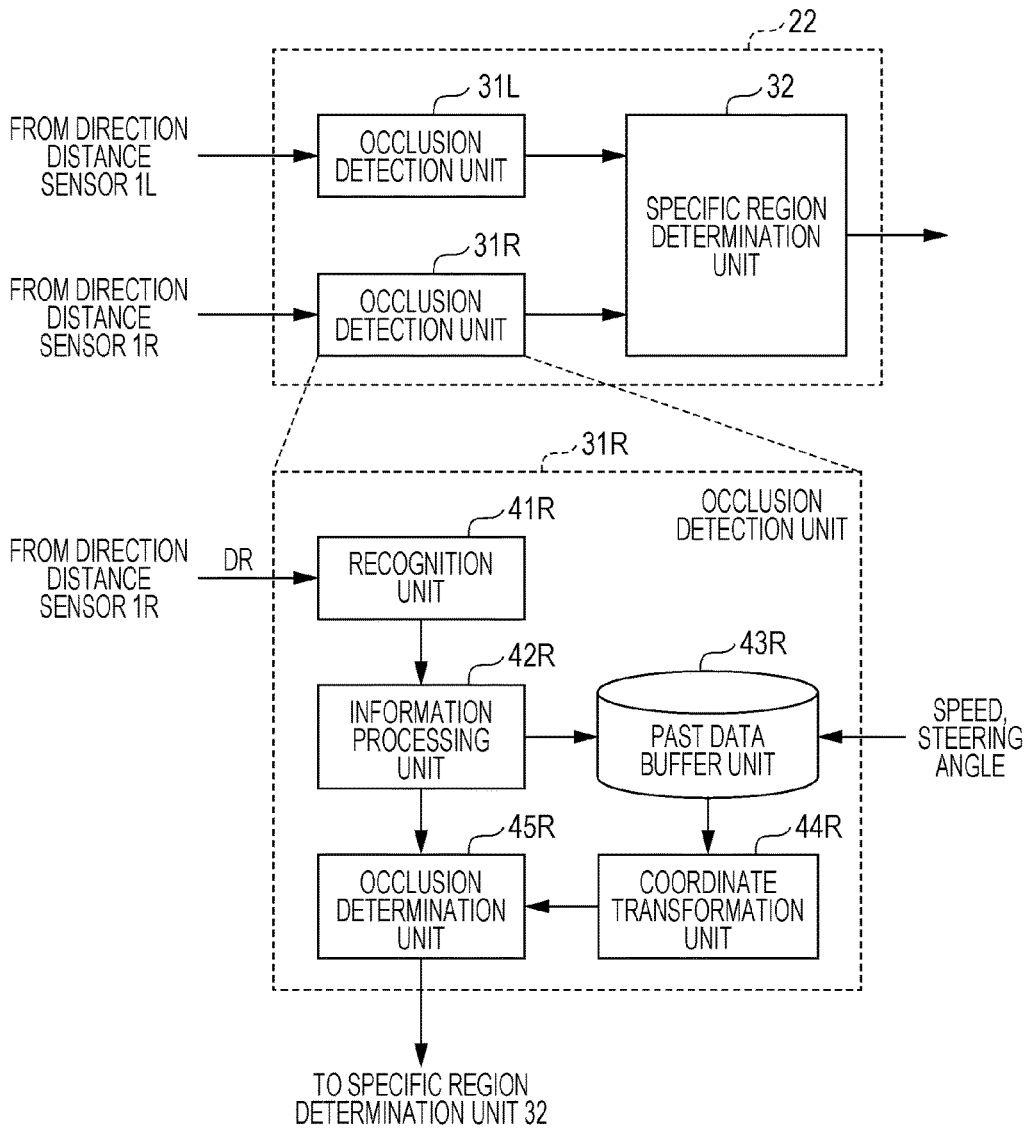 22
31L
32
FROM DIRECTION
DISTANCE
SENSOR 1L
OCCLUSION
DETECTION UNIT
SPECIFIC REGION
DETERMINATION
UNIT
31R
FROM DIRECTION
DISTANCE
SENSOR 1R
OCCLUSION
DETECTION UNIT
31R
OCCLUSION
DETECTION UNIT
41R
FROM DIRECTION
DISTANCE
SENSOR 1R
DR
RECOGNITION
UNIT
42R
43R
INFORMATION
PROCESSING
UNIT
PAST DATA
BUFFER UNIT
SPEED,
STEERING
ANGLE
45R
44R
OCCLUSION
DETERMINATION
UNIT
COORDINATE
TRANSFORMATION
UNIT
TO SPECIFIC REGION
DETERMINATION UNIT 32